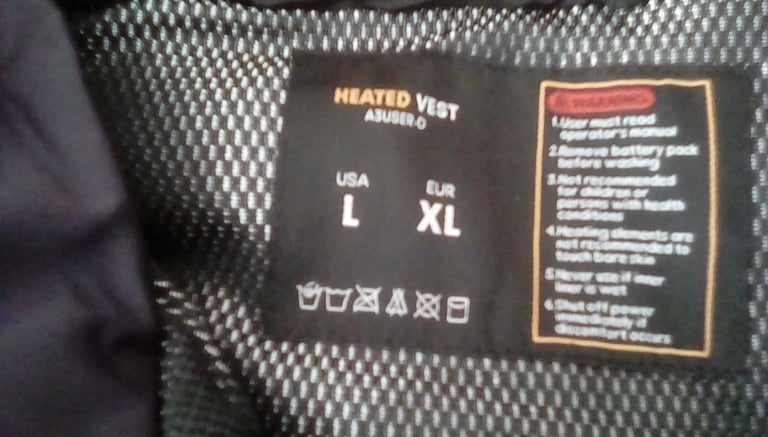 HEATED VEST
A3USER-D
USA EUR
L XL
WARNING
1.User must read
operator's manual
2.Remove battery pack
before washing
3.Not recommended
for children or
persons with health
conditions
4.Heating elements are
not recommended to
touch bare skin
5.Never use if inner
liner is wet
6.Shut off power
immediately if
discomfort occurs